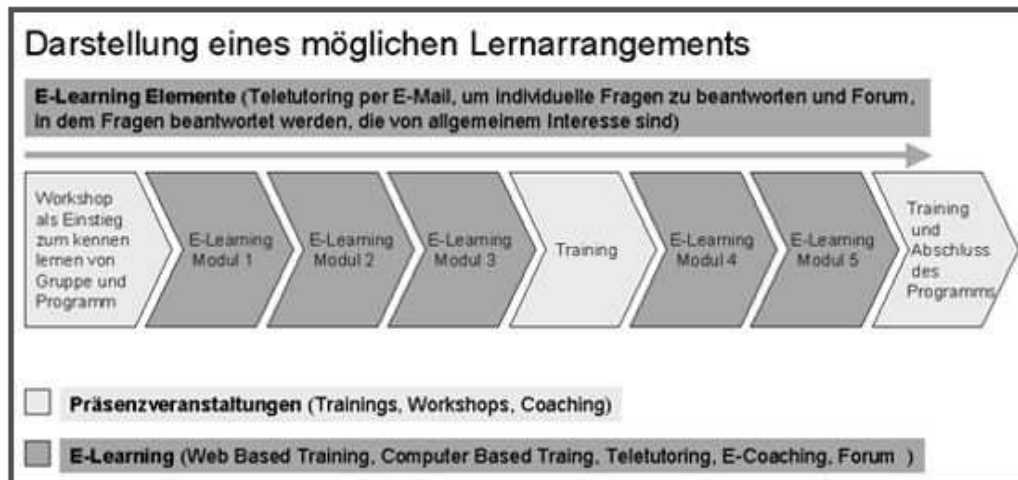 Darstellung eines möglichen Lernarrangements
E-Learning Elemente (Teletutoring per E-Mail, um individuelle Fragen zu beantworten und Forum,
in dem Fragen beantwortet werden, die von allgemeinem Interesse sind)
Workshop
als Einstieg
zum kennen
lernen von
Gruppe und
Programm
E-Learning
Modul 1
E-Learning
Modul 2
E-Learning
Modul 3
Training
E-Learning
Modul 4
E-Learning
Modul 5
Training
und
Abschluss
des
Programms
Präsenzveranstaltungen (Trainings, Workshops, Coaching)
E-Learning (Web Based Training, Computer Based Traing, Teletutoring, E-Coaching, Forum )